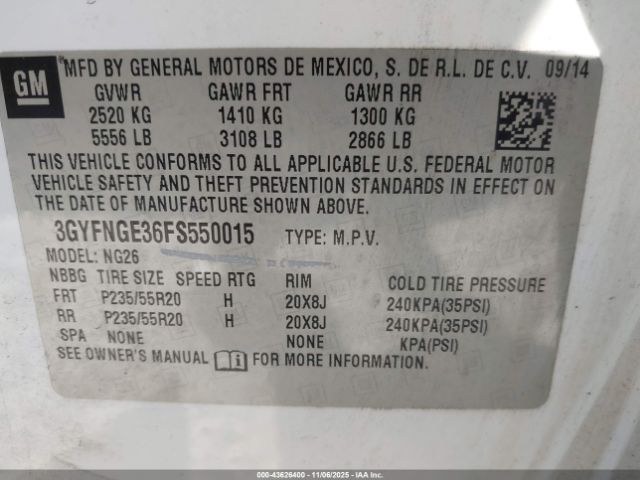 GM
MFD BY GENERAL MOTORS DE MEXICO, S. DE R.L. DE C.V. 09/14
GVWR GAWR FRT GAWR RR
2520 KG 1410 KG 1300 KG
5556 LB 3108 LB 2866 LB
THIS VEHICLE CONFORMS TO ALL APPLICABLE U.S. FEDERAL MOTOR
VEHICLE SAFETY AND THEFT PREVENTION STANDARDS IN EFFECT ON
THE DATE OF MANUFACTURE SHOWN ABOVE.
3GYFNGE36FS550015 TYPE: M.P.V.
MODEL: NG26
NBBG TIRE SIZE SPEED RTG RIM COLD TIRE PRESSURE
FRT P235/55R20 H 20X8J 240KPA(35PSI)
RR P235/55R20 H 20X8J 240KPA(35PSI)
SPA NONE NONE KPA(PSI)
SEE OWNER'S MANUAL FOR MORE INFORMATION.
000-43626400 - 11/06/2025 - IAAI.COM